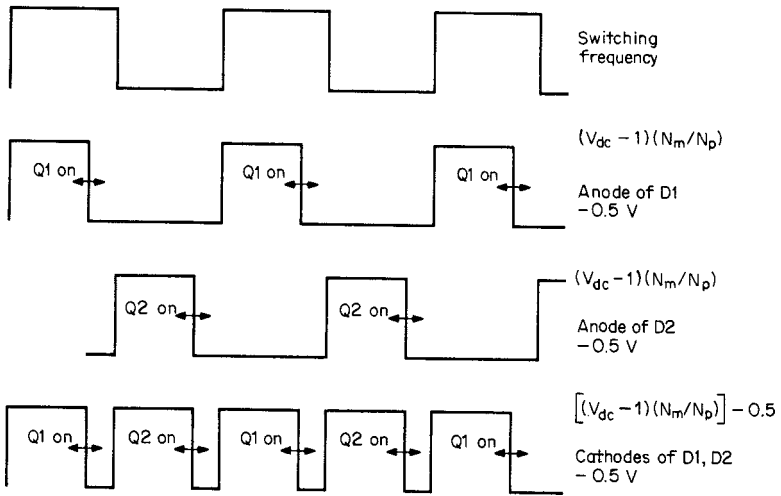 Switching
frequency
(V_dc – 1)(N_m/N_p)
Q1 on
Q1 on
Q1 on
Anode of D1
– 0.5 V
(V_dc – 1)(N_m/N_p)
Q2 on
Q2 on
Anode of D2
– 0.5 V
[(V_dc – 1)(N_m/N_p)] – 0.5
Q1 on
Q2 on
Q1 on
Q2 on
Q1 on
Cathodes of D1, D2
– 0.5 V